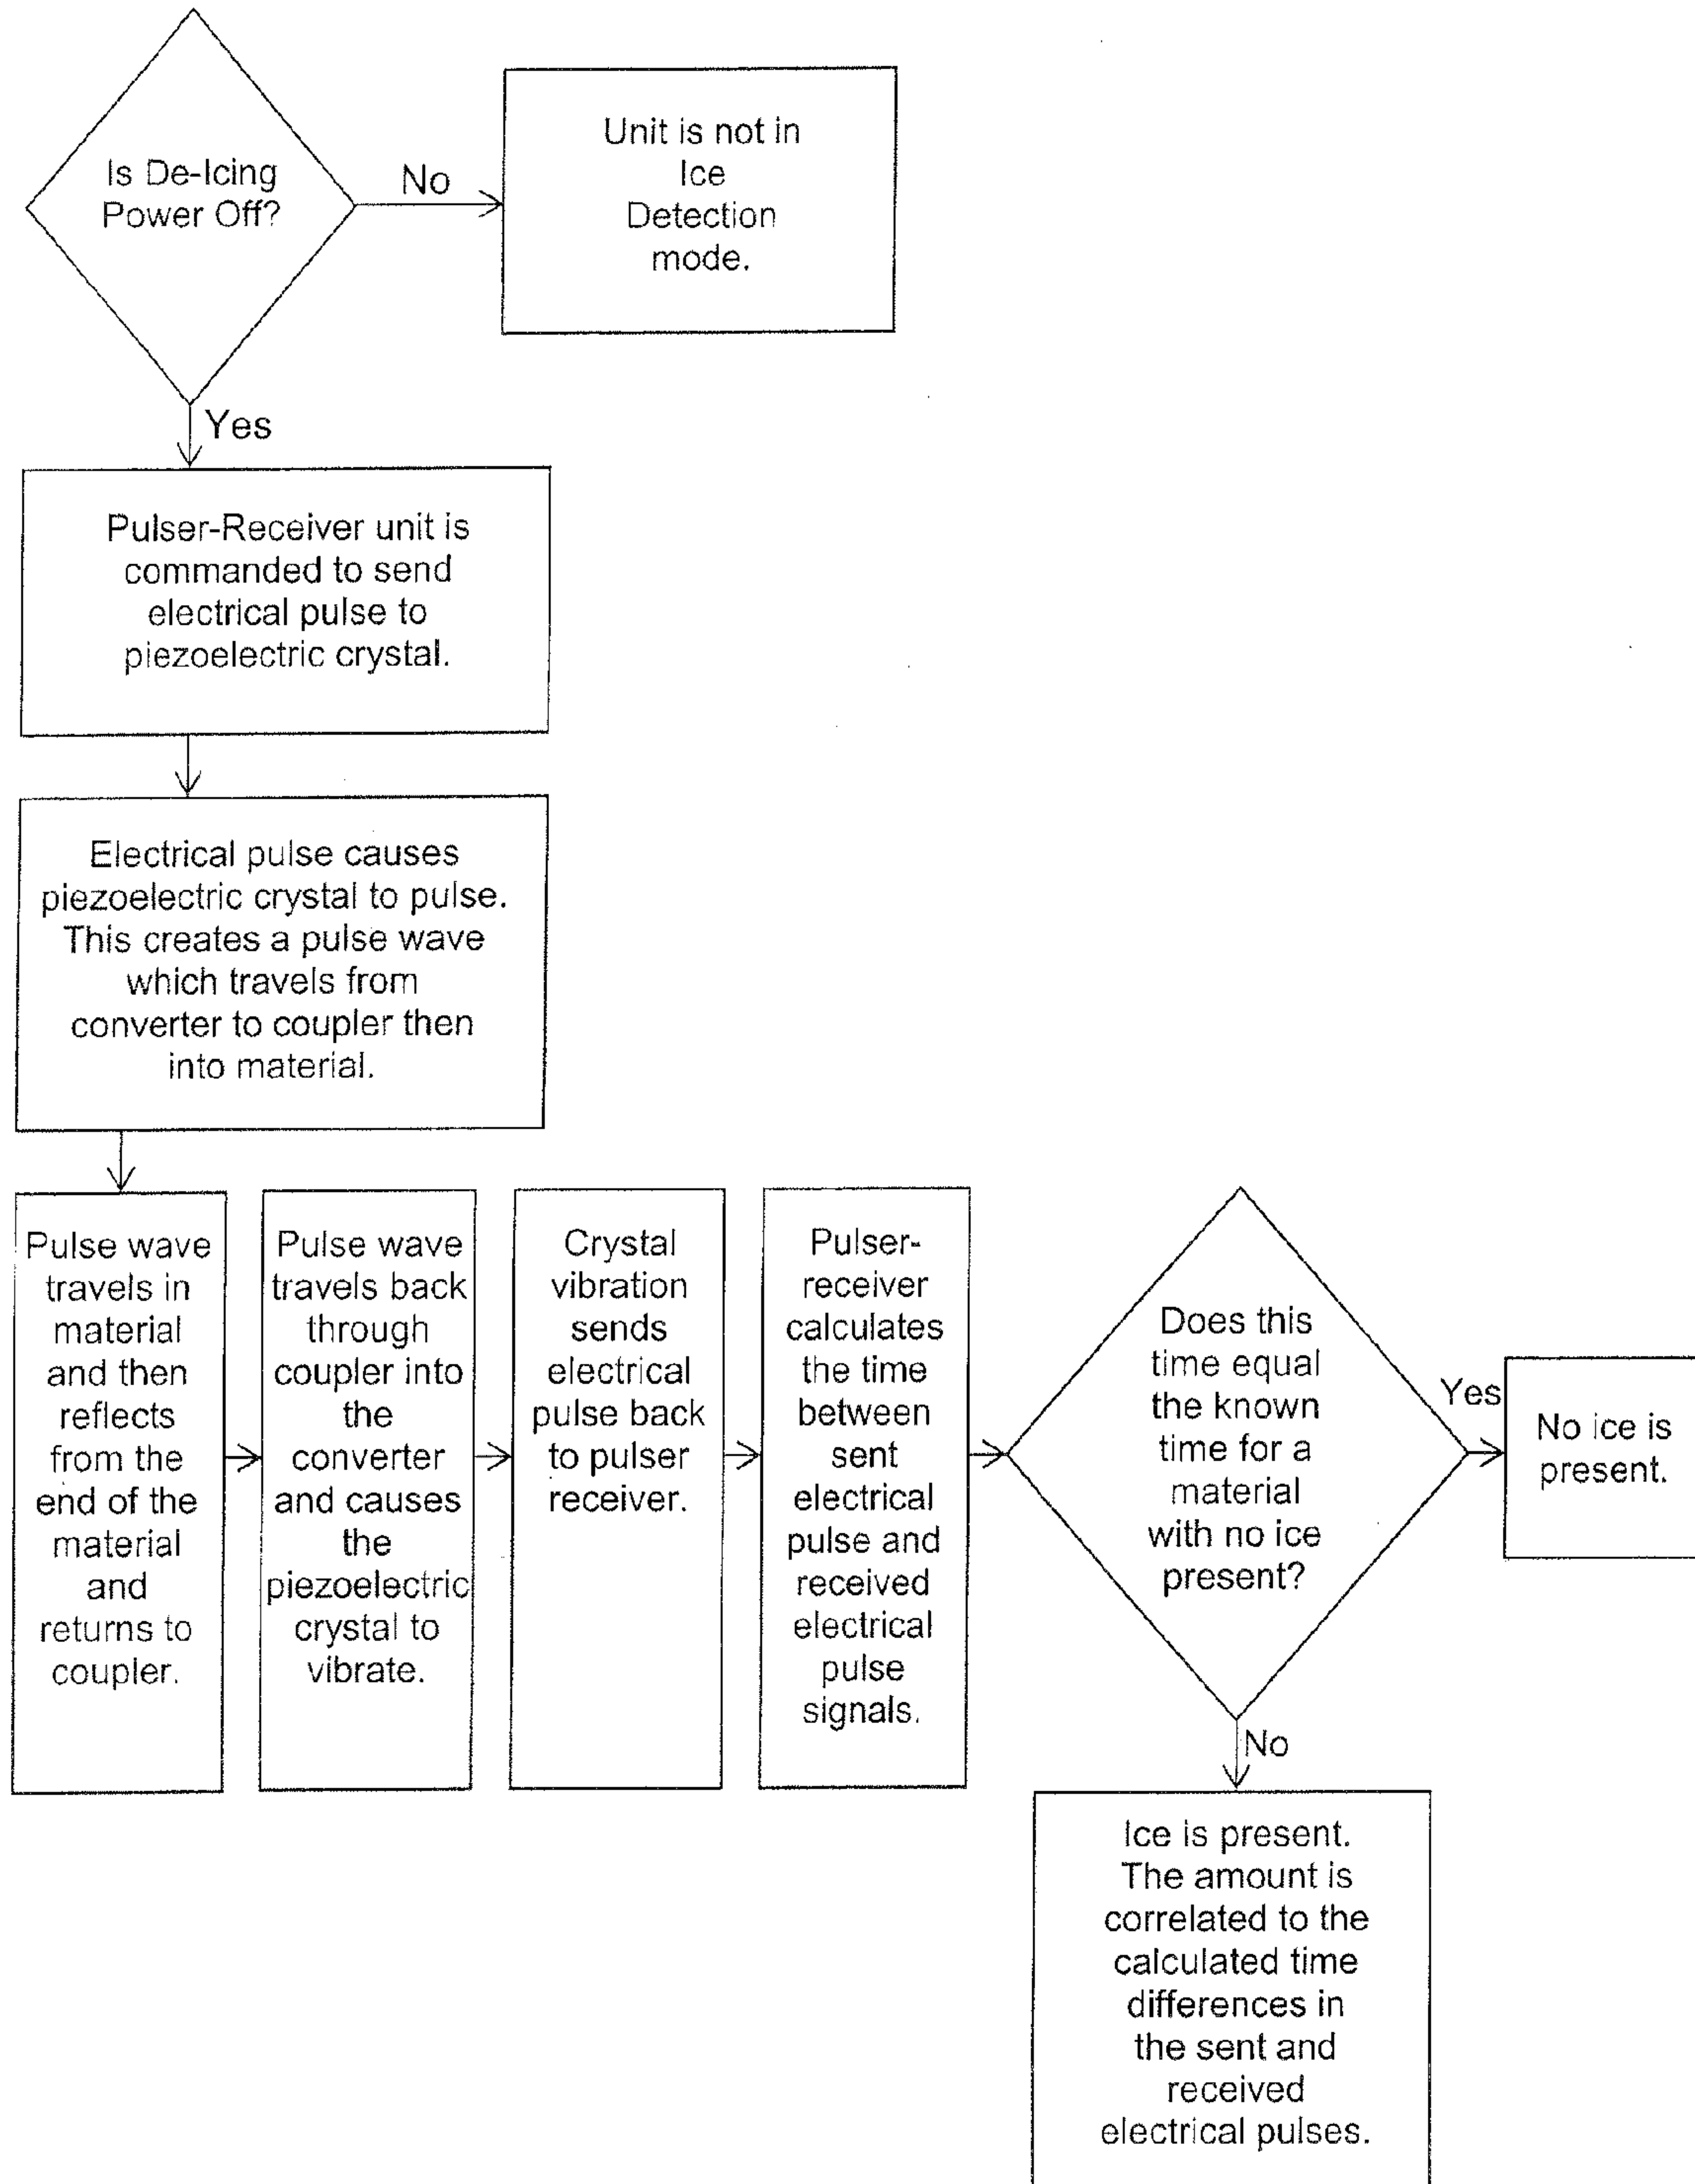 Is De-Icing
Power Off?
No
Unit is not in
Ice
Detection
mode.
Yes
Pulser-Receiver unit is
commanded to send
electrical pulse to
piezoelectric crystal.
Electrical pulse causes
piezoelectric crystal to pulse.
This creates a pulse wave
which travels from
converter to coupler then
into material.
Pulse wave
travels in
material
and then
reflects
from the
end of the
material
and
returns to
coupler.
Pulse wave
travels back
through
coupler into
the
converter
and causes
the
piezoelectric
crystal to
vibrate.
Crystal
vibration
sends
electrical
pulse back
to pulser
receiver.
Pulser-
receiver
calculates
the time
between
sent
electrical
pulse and
received
electrical
pulse
signals.
Does this
time equal
the known
time for a
material
with no ice
present?
Yes
No ice is
present.
No
Ice is present.
The amount is
correlated to the
calculated time
differences in
the sent and
received
electrical pulses.